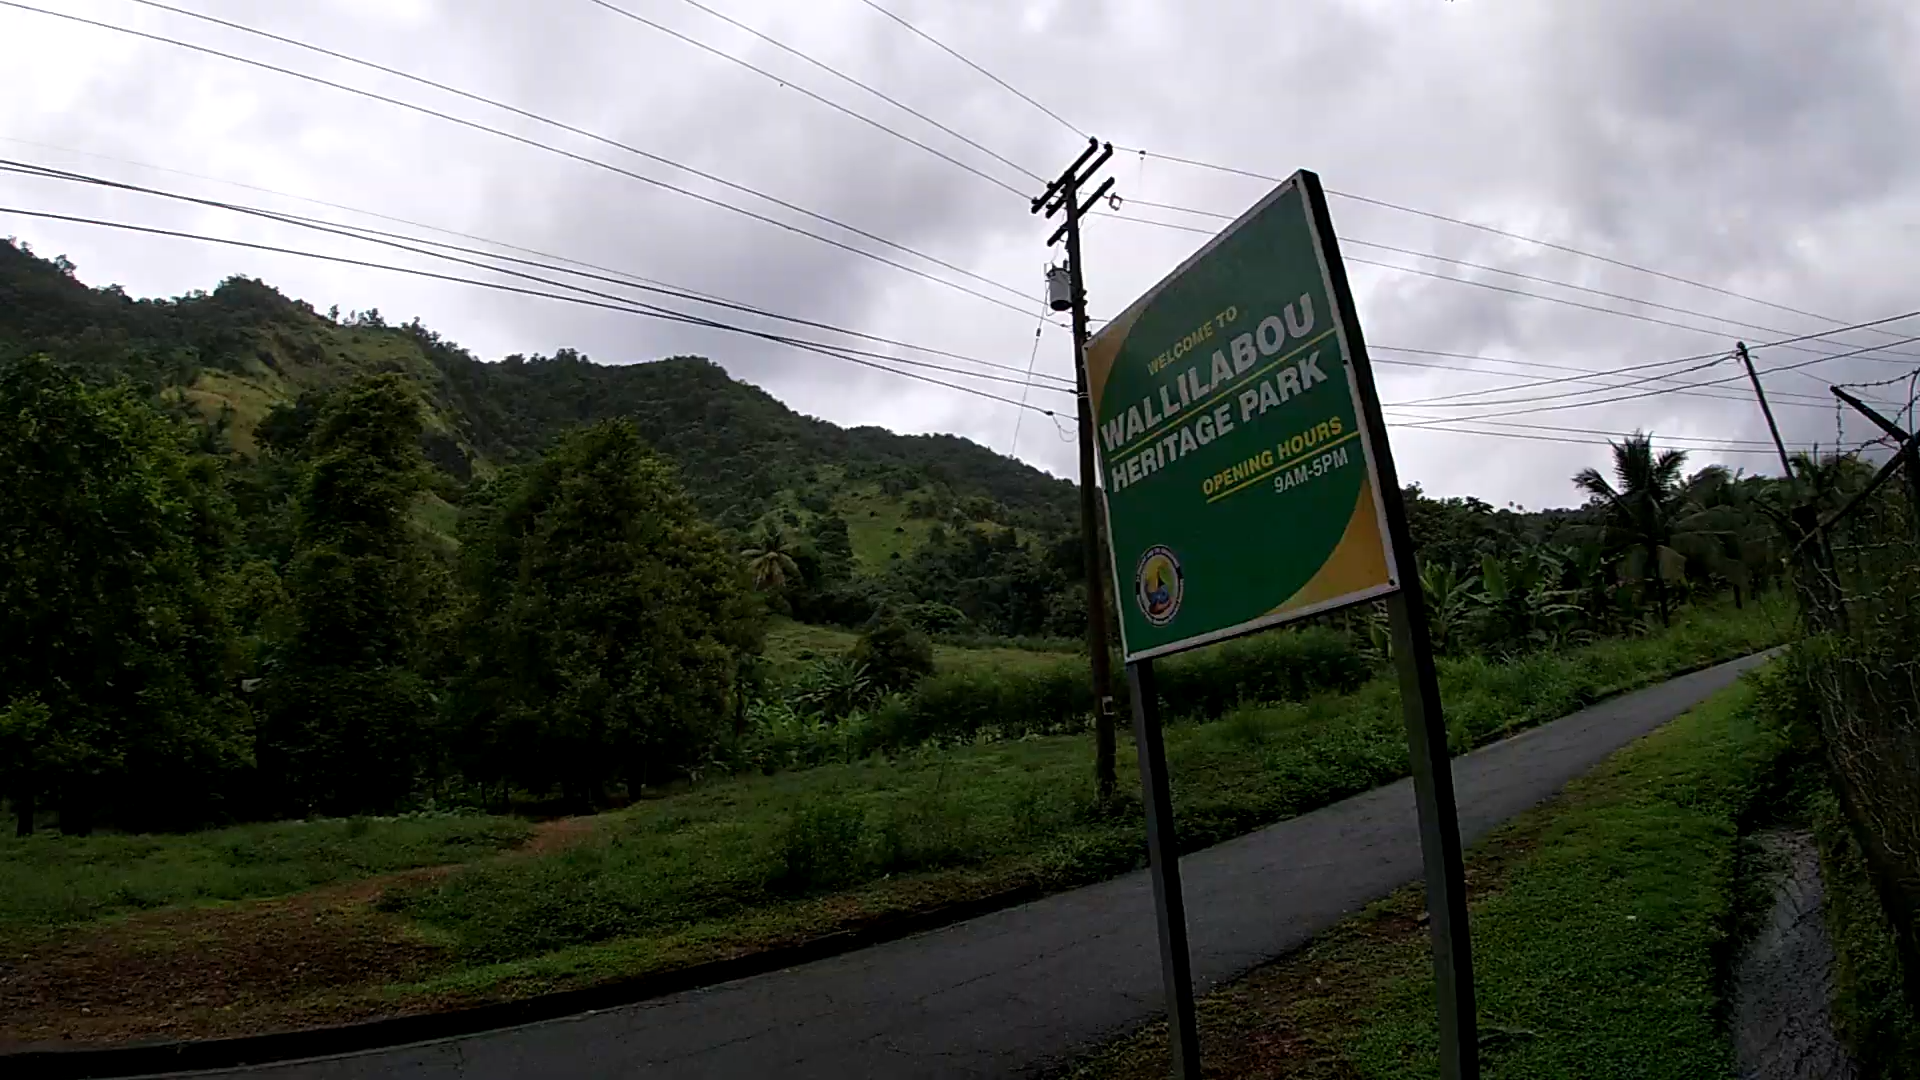 WELCOME TO
WALLILABOU
HERITAGE PARK
OPENING HOURS
9AM-5PM